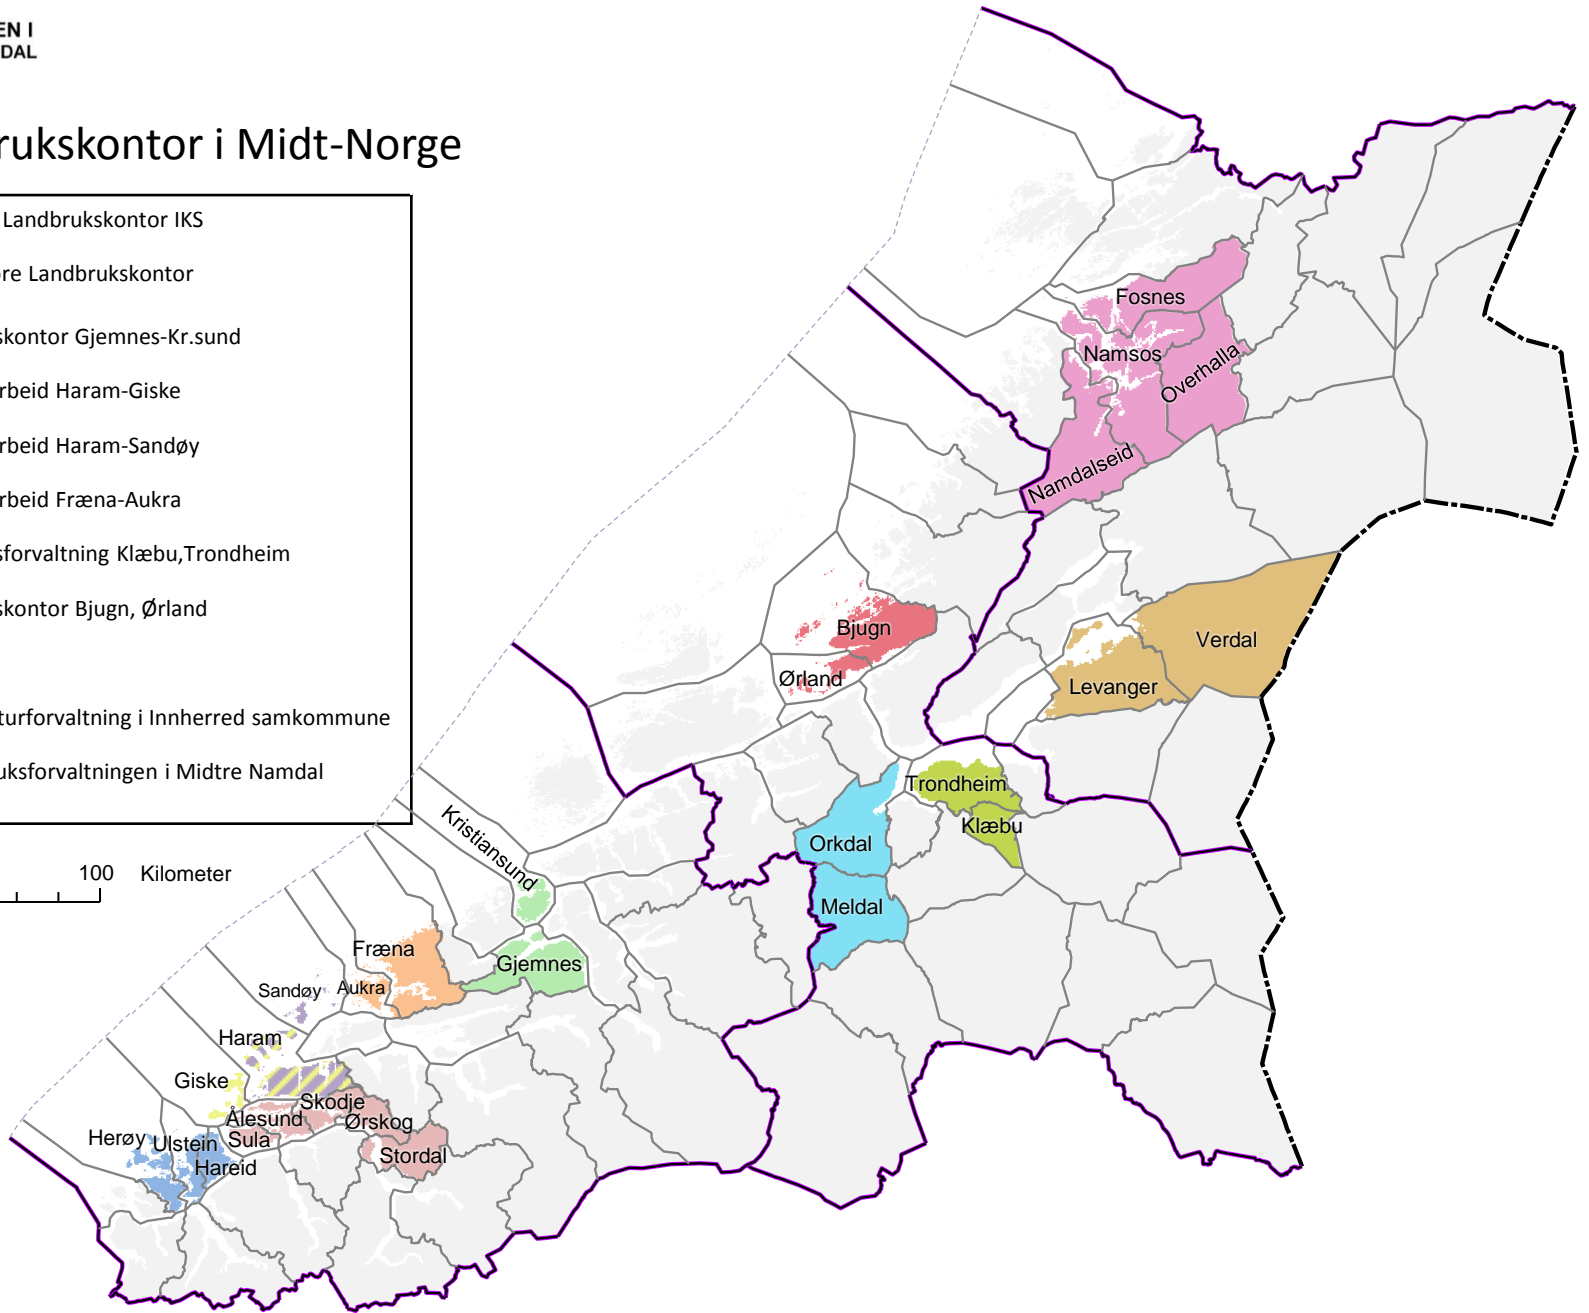 EN I
DAL
rukskontor i Midt-Norge
Landbrukskontor IKS
re Landbrukskontor
skontor Gjemnes-Kr.sund
rbeid Haram-Giske
rbeid Haram-Sandøy
rbeid Fræna-Aukra
sforvaltning Klæbu,Trondheim
skontor Bjugn, Ørland
turforvaltning i Innherred samkommune
uksforvaltningen i Midtre Namdal
100 Kilometer
Fosnes
Namsos
Overhalla
Namdalseid
Bjugn
Ørland
Verdal
Levanger
Trondheim
Klæbu
Orkdal
Meldal
Kristiansund
Gjemnes
Fræna
Aukra
Sandøy
Haram
Giske
Skodje
Ålesund
Ørskog
Sula
Stordal
Herøy
Ulstein
Hareid